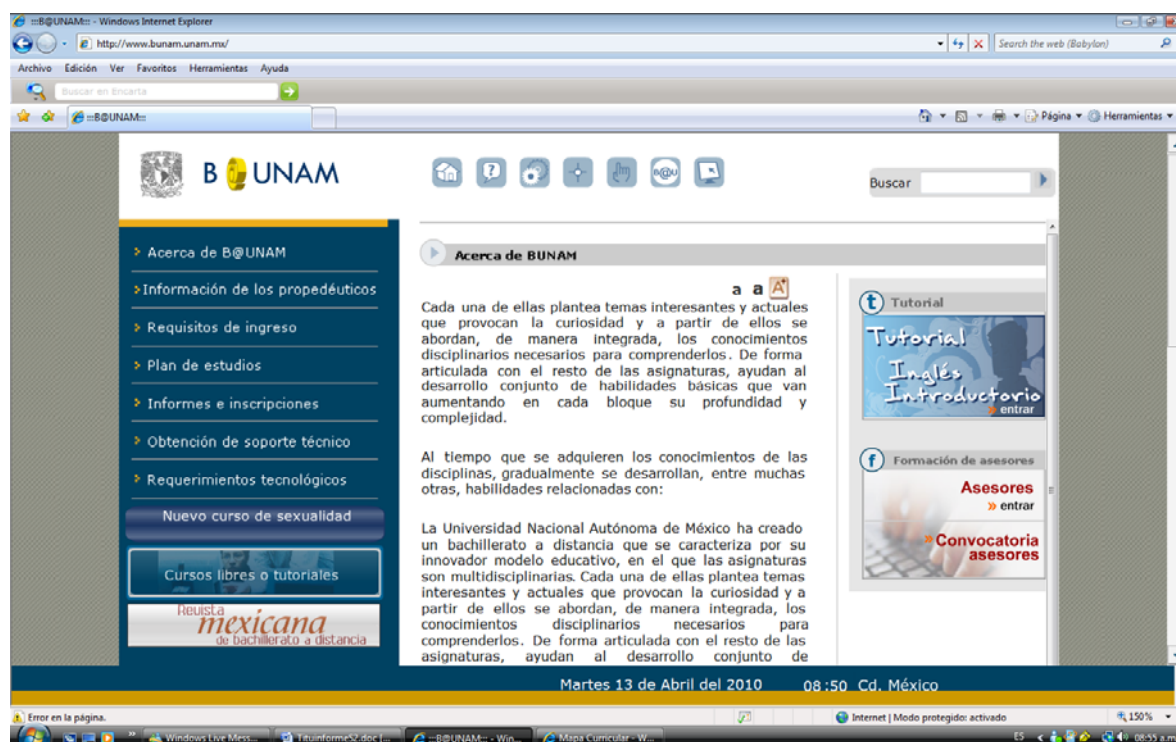 :::B@UNAM::: - Windows Internet Explorer
http://www.bunam.unam.mx/
Search the web (Babylon)
Archivo Edición Ver Favoritos Herramientas Ayuda
Buscar en Encarta
:::B@UNAM:::
Página Herramientas
B@UNAM
B@U
Buscar
Acerca de B@UNAM
Información de los propedéuticos
Requisitos de ingreso
Plan de estudios
Informes e inscripciones
Obtención de soporte técnico
Requerimientos tecnológicos
Nuevo curso de sexualidad
Cursos libres o tutoriales
Revista
mexicana
de bachillerato a distancia
Acerca de BUNAM
a a A+
Cada una de ellas plantea temas interesantes y actuales
que provocan la curiosidad y a partir de ellos se
abordan, de manera integrada, los conocimientos
disciplinarios necesarios para comprenderlos. De forma
articulada con el resto de las asignaturas, ayudan al
desarrollo conjunto de habilidades básicas que van
aumentando en cada bloque su profundidad y
complejidad.
Al tiempo que se adquieren los conocimientos de las
disciplinas, gradualmente se desarrollan, entre muchas
otras, habilidades relacionadas con:
La Universidad Nacional Autónoma de México ha creado
un bachillerato a distancia que se caracteriza por su
innovador modelo educativo, en el que las asignaturas
son multidisciplinarias. Cada una de ellas plantea temas
interesantes y actuales que provocan la curiosidad y a
partir de ellos se abordan, de manera integrada, los
conocimientos disciplinarios necesarios para
comprenderlos. De forma articulada con el resto de las
asignaturas, ayudan al desarrollo conjunto de
t Tutorial
Tutorial
Inglés
Introductorio
» entrar
f Formación de asesores
Asesores
» entrar
» Convocatoria
asesores
Martes 13 de Abril del 2010 08:50 Cd. México
Error en la página.
Internet | Modo protegido: activado
150%
Windows Live Mess...
Tituinforme52.doc [...
:::B@UNAM::: - Win...
Mapa Curricular - W...
ES
08:55 a.m.